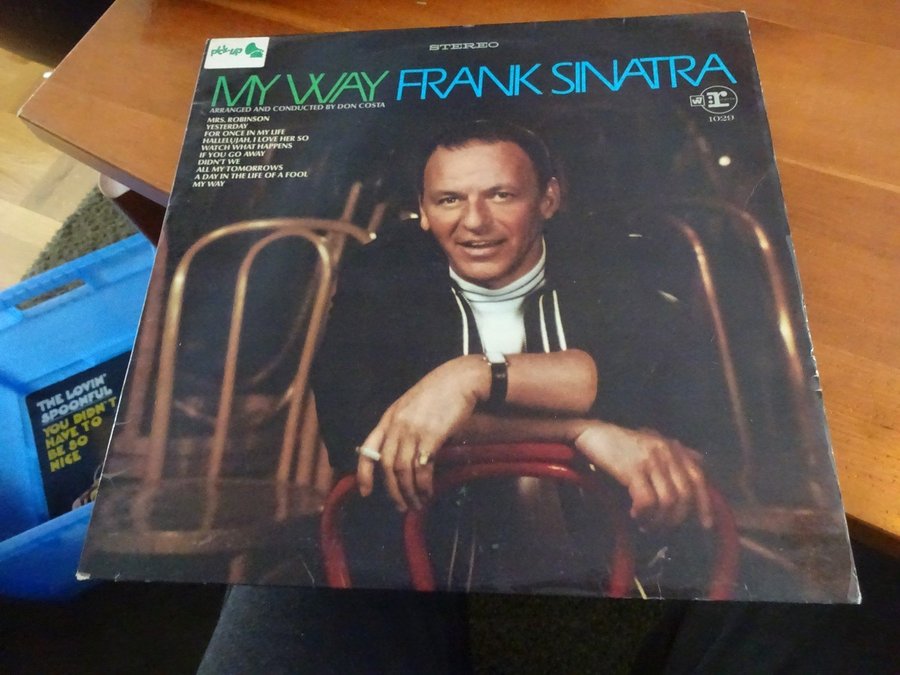 pick-up
STEREO
MY WAY FRANK SINATRA
ARRANGED AND CONDUCTED BY DON COSTA
W r
1029
MRS. ROBINSON
YESTERDAY
FOR ONCE IN MY LIFE
HALLELUJAH, I LOVE HER SO
WATCH WHAT HAPPENS
IF YOU GO AWAY
DIDN'T WE
ALL MY TOMORROWS
A DAY IN THE LIFE OF A FOOL
MY WAY
THE LOVIN'
SPOONFUL
YOU DIDN'T
HAVE TO
BE SO
NICE